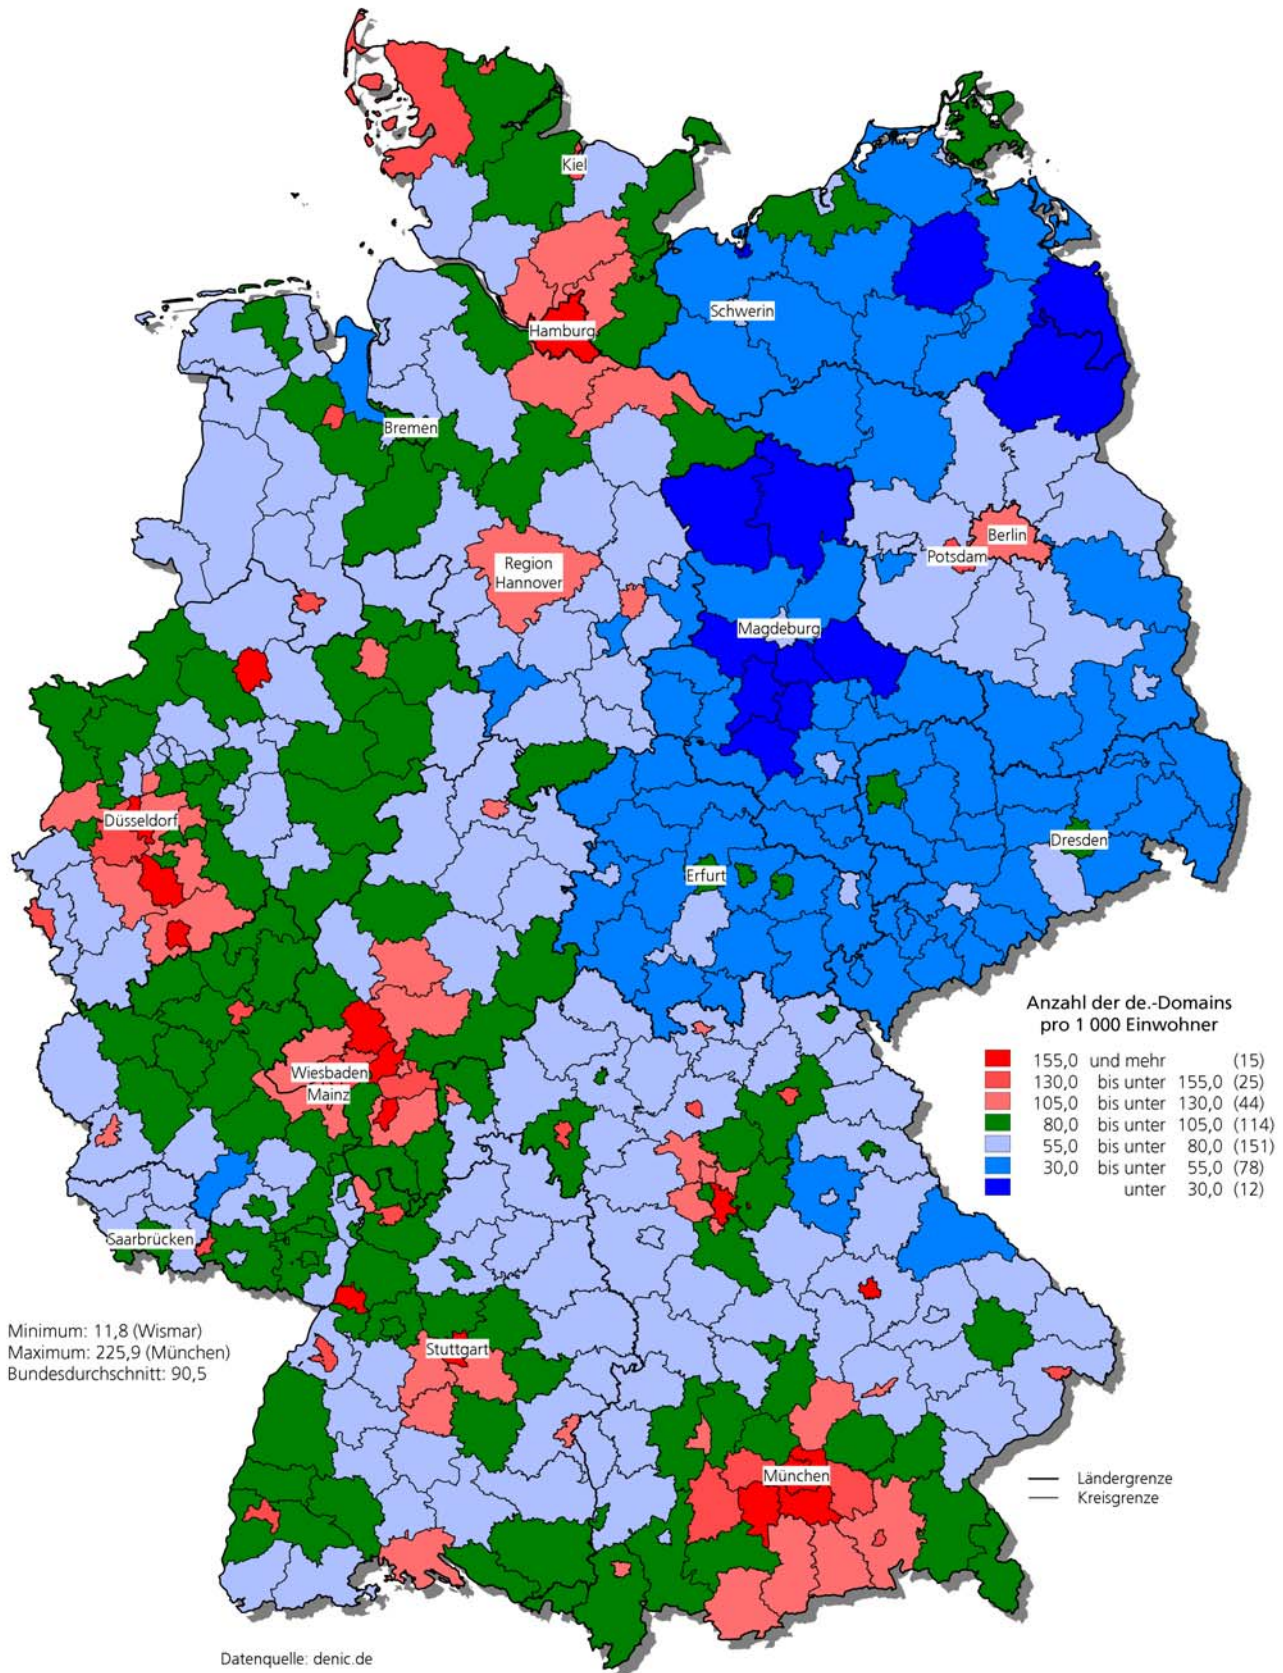 Kiel
Schwerin
Hamburg
Bremen
Berlin
Potsdam
Region
Hannover
Magdeburg
Düsseldorf
Dresden
Erfurt
Anzahl der de.-Domains
pro 1 000 Einwohner
155,0 und mehr (15)
130,0 bis unter 155,0 (25)
105,0 bis unter 130,0 (44)
80,0 bis unter 105,0 (114)
55,0 bis unter 80,0 (151)
30,0 bis unter 55,0 (78)
unter 30,0 (12)
Wiesbaden
Mainz
Saarbrücken
Minimum: 11,8 (Wismar)
Maximum: 225,9 (München)
Bundesdurchschnitt: 90,5
Stuttgart
München
Ländergrenze
Kreisgrenze
Datenquelle: denic.de